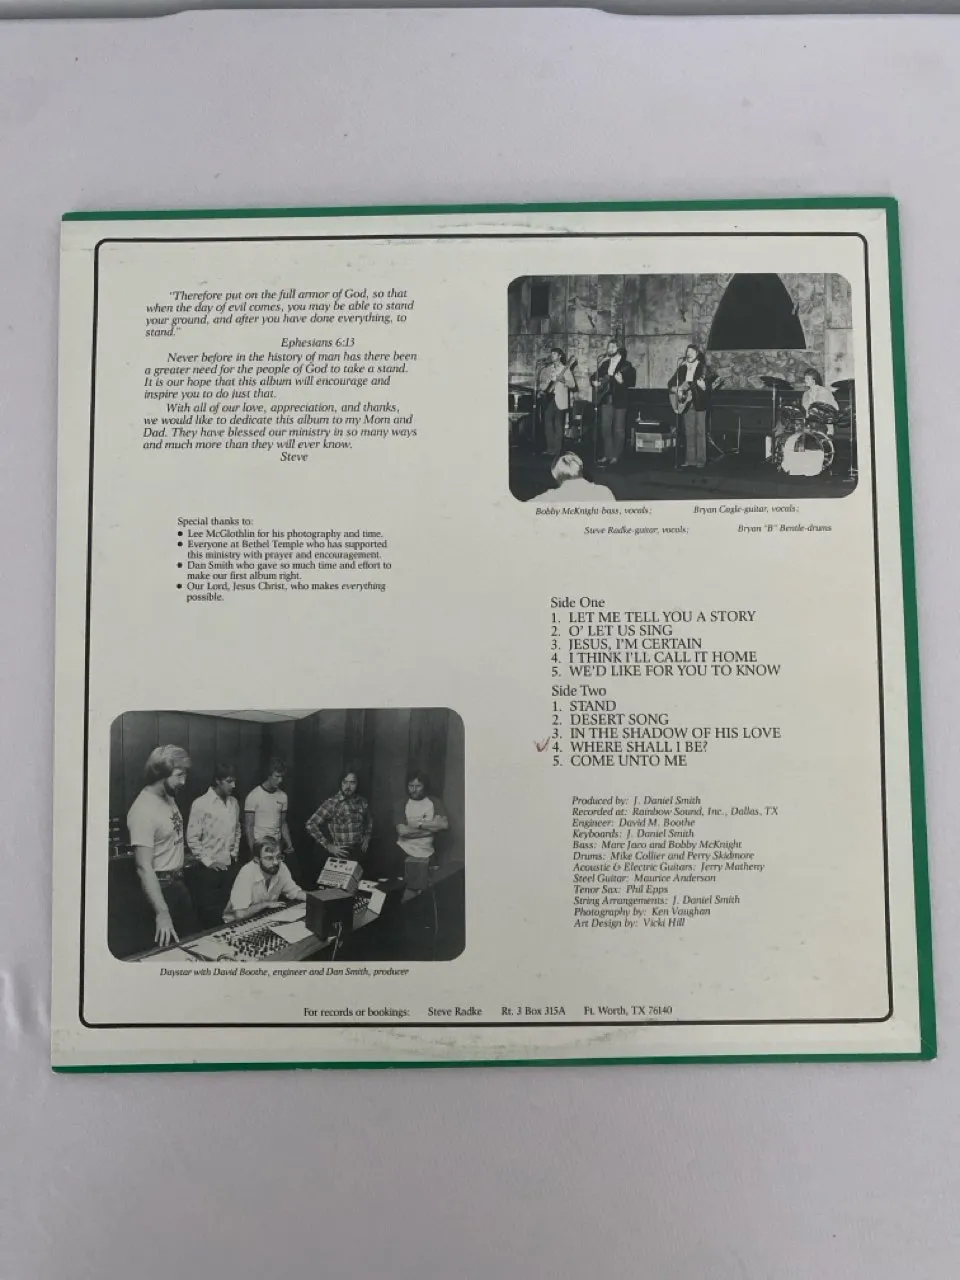 "Therefore put on the full armor of God, so that
when the day of evil comes, you may be able to stand
your ground, and after you have done everything, to
stand."
Ephesians 6:13
Never before in the history of man has there been
a greater need for the people of God to take a stand.
It is our hope that this album will encourage and
inspire you to do just that.
With all of our love, appreciation, and thanks,
we would like to dedicate this album to my Mom and
Dad. They have blessed our ministry in so many ways
and much more than they will ever know.
Steve
Special thanks to:
● Lee McGlothlin for his photography and time.
● Everyone at Bethel Temple who has supported
this ministry with prayer and encouragement.
● Dan Smith who gave so much time and effort to
make our first album right.
● Our Lord, Jesus Christ, who makes everything
possible.
Daystar with David Boothe, engineer and Dan Smith, producer
Bobby McKnight-bass, vocals; Bryan Cagle-guitar, vocals;
Steve Radke-guitar, vocals; Bryan "B" Bentle-drums
Side One
1. LET ME TELL YOU A STORY
2. O' LET US SING
3. JESUS, I'M CERTAIN
4. I THINK I'LL CALL IT HOME
5. WE'D LIKE FOR YOU TO KNOW
Side Two
1. STAND
2. DESERT SONG
3. IN THE SHADOW OF HIS LOVE
4. WHERE SHALL I BE?
5. COME UNTO ME
Produced by: J. Daniel Smith
Recorded at: Rainbow Sound, Inc., Dallas, TX
Engineer: David M. Boothe
Keyboards: J. Daniel Smith
Bass: Marc Jaco and Bobby McKnight
Drums: Mike Collier and Perry Skidmore
Acoustic & Electric Guitars: Jerry Matheny
Steel Guitar: Maurice Anderson
Tenor Sax: Phil Epps
String Arrangements: J. Daniel Smith
Photography by: Ken Vaughan
Art Design by: Vicki Hill
For records or bookings: Steve Radke Rt. 3 Box 315A Ft. Worth, TX 76140